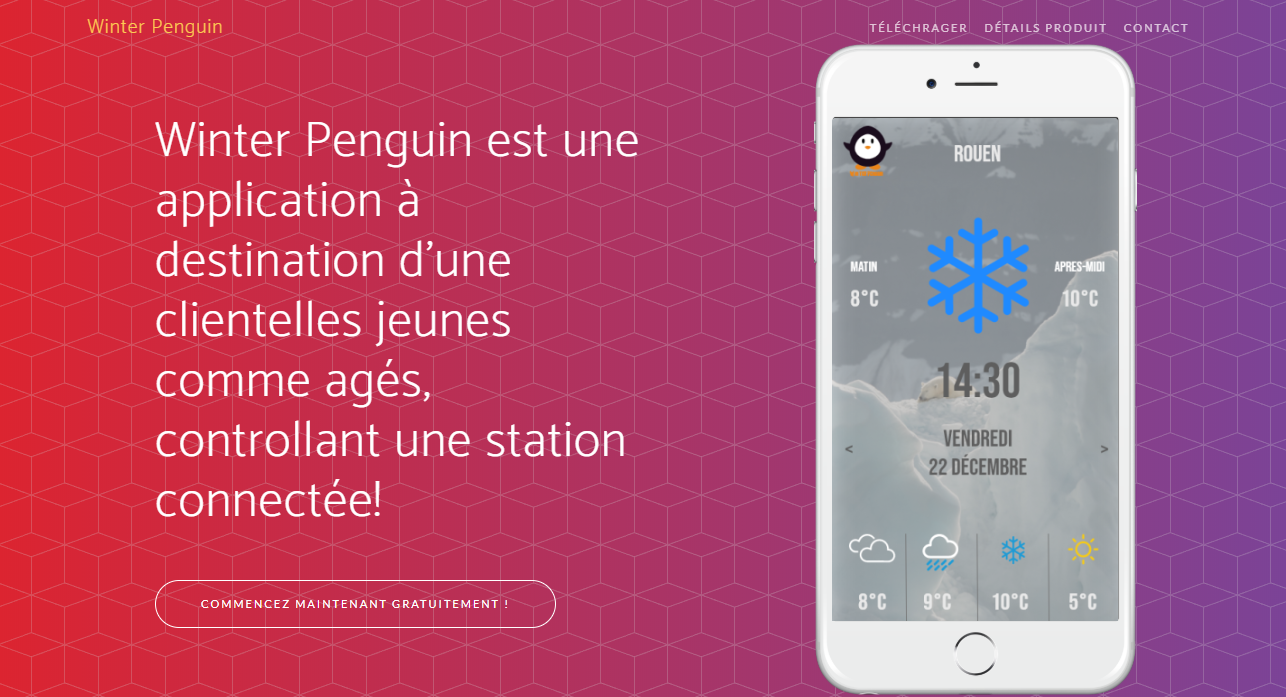 Winter Penguin
TÉLÉCHRAGER DÉTAILS PRODUIT CONTACT
Winter Penguin est une
application à
destination d'une
clientelles jeunes
comme agés,
controllant une station
connectée!
COMMENCEZ MAINTENANT GRATUITEMENT !
ROUEN
MATIN APRES-MIDI
8°C 10°C
14:30
< VENDREDI >
22 DÉCEMBRE
8°C 9°C 10°C 5°C